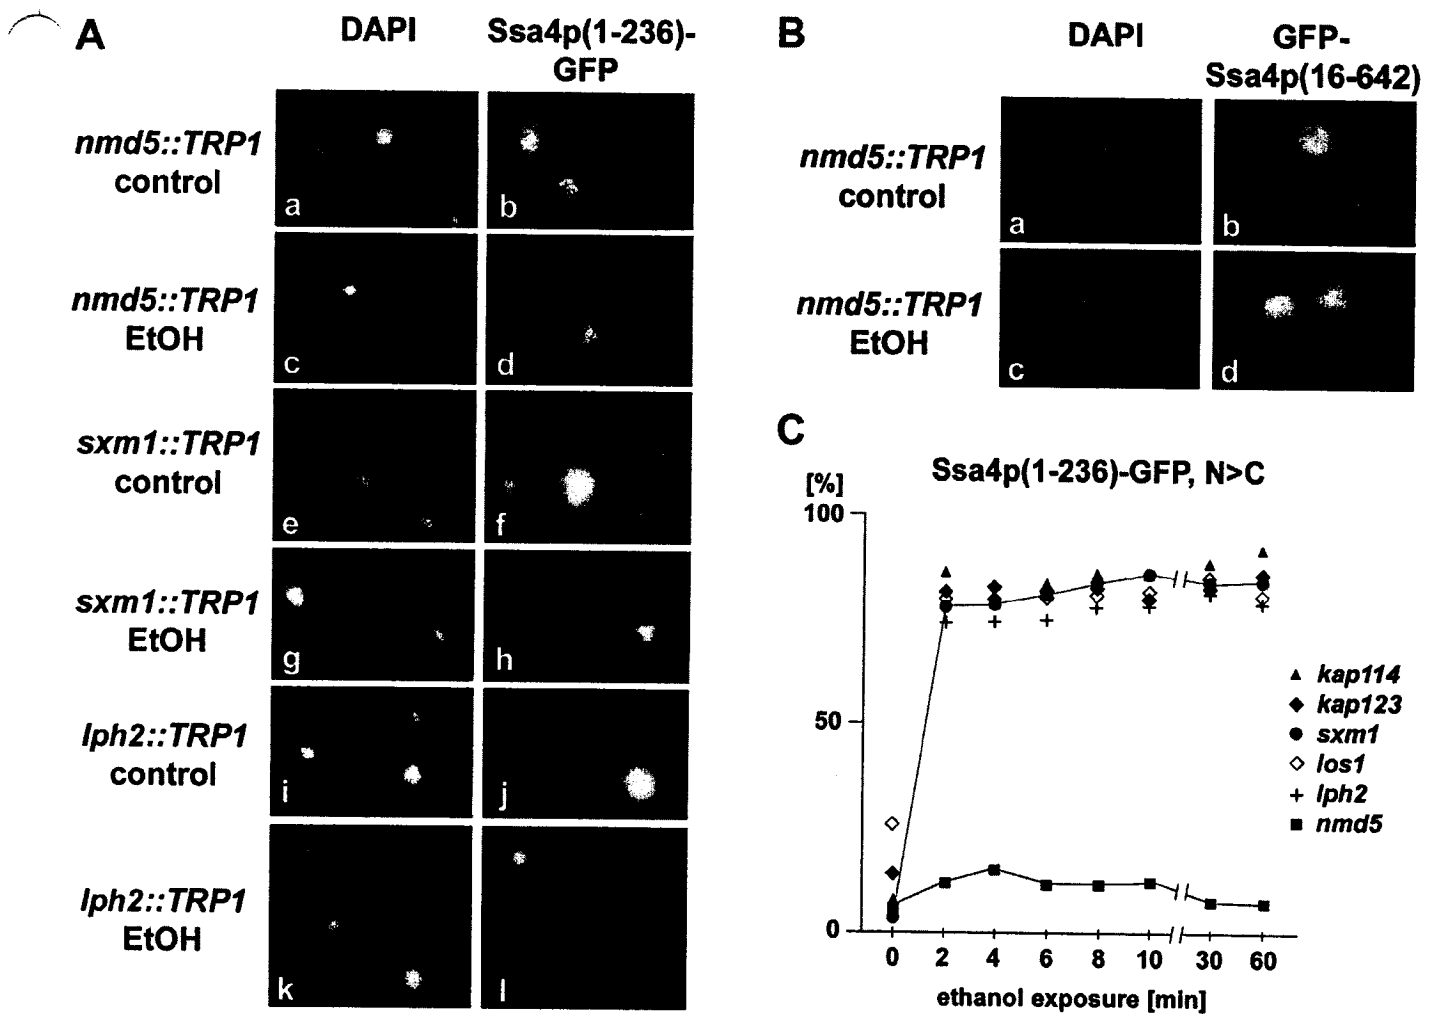 A
DAPI
Ssa4p(1-236)-
GFP
nmd5::TRP1
control
a
b
nmd5::TRP1
EtOH
c
d
sxm1::TRP1
control
e
f
sxm1::TRP1
EtOH
g
h
lph2::TRP1
control
i
j
lph2::TRP1
EtOH
k
l
B
DAPI
GFP-
Ssa4p(16-642)
nmd5::TRP1
control
a
b
nmd5::TRP1
EtOH
c
d
C
Ssa4p(1-236)-GFP, N>C
[%]
100
50
0
0 2 4 6 8 10 30 60
ethanol exposure [min]
kap114
kap123
sxm1
los1
lph2
nmd5